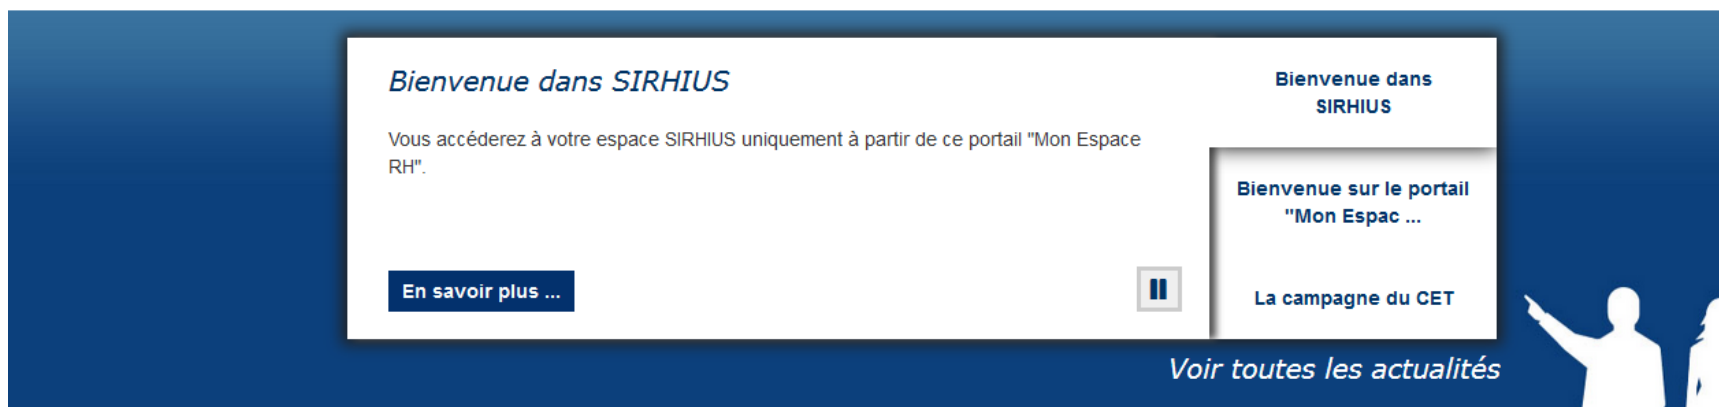 Bienvenue dans SIRHIUS
Vous accéderez à votre espace SIRHIUS uniquement à partir de ce portail "Mon Espace
RH".
En savoir plus ...
Bienvenue dans
SIRHIUS
Bienvenue sur le portail
"Mon Espac ...
La campagne du CET
Voir toutes les actualités